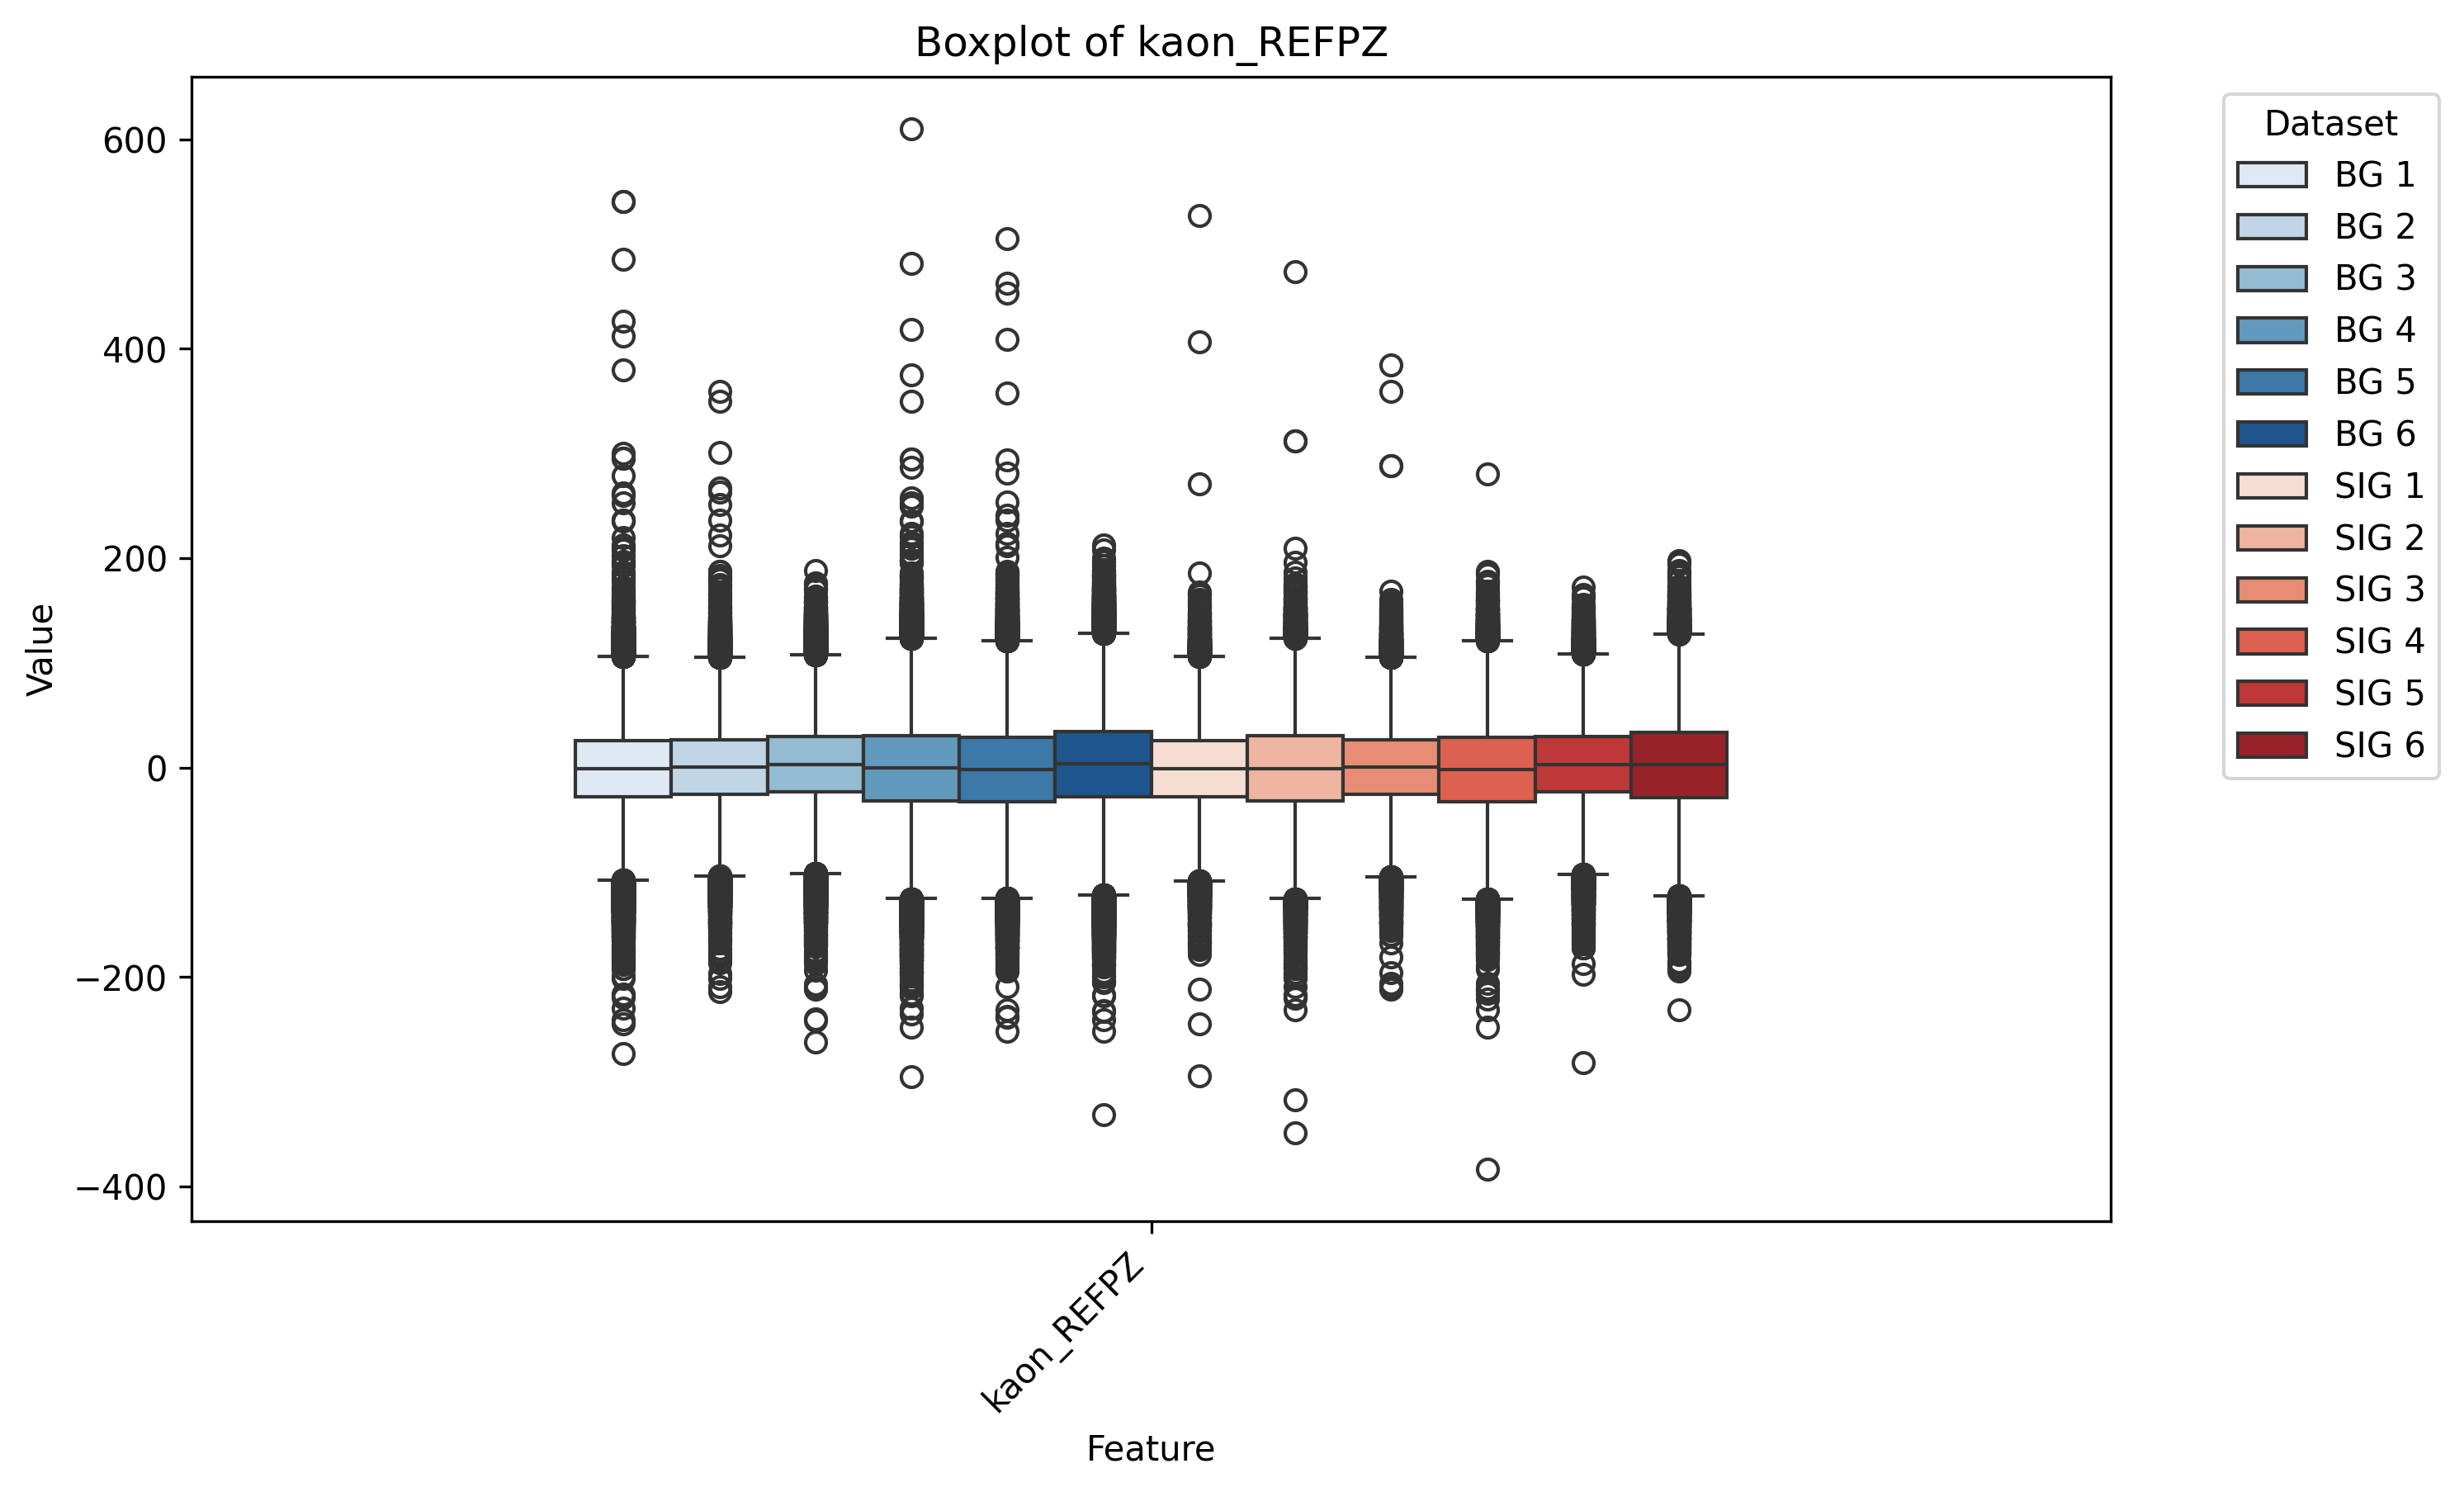 Boxplot of kaon_REFPZ
Value
600
400
200
0
−200
−400
kaon_REFPZ
Feature
Dataset
BG 1
BG 2
BG 3
BG 4
BG 5
BG 6
SIG 1
SIG 2
SIG 3
SIG 4
SIG 5
SIG 6